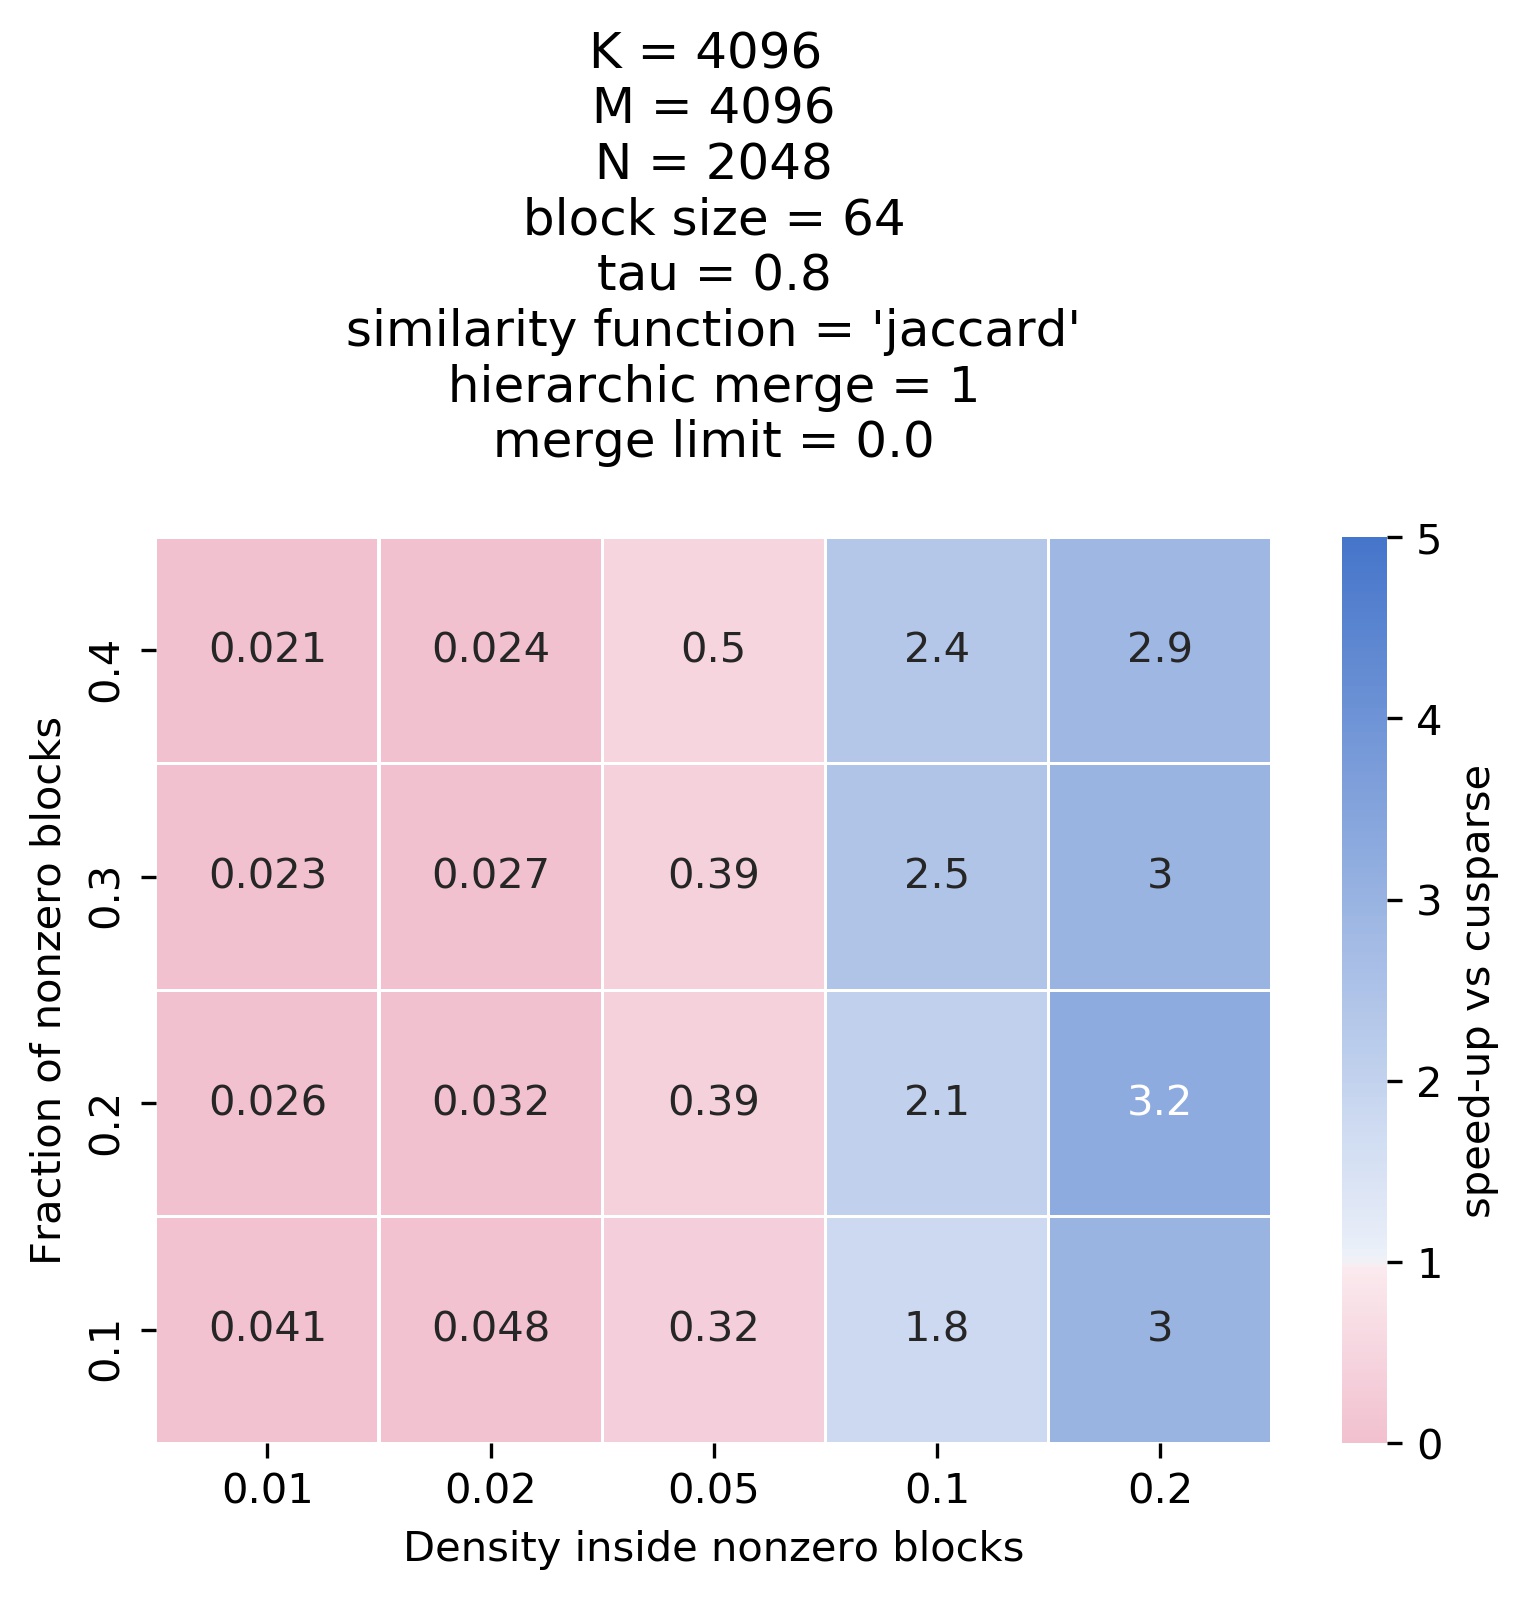 K = 4096
M = 4096
N = 2048
block size = 64
tau = 0.8
similarity function = 'jaccard'
hierarchic merge = 1
merge limit = 0.0
Fraction of nonzero blocks
0.4
0.021 0.024 0.5 2.4 2.9
0.3
0.023 0.027 0.39 2.5 3
0.2
0.026 0.032 0.39 2.1 3.2
0.1
0.041 0.048 0.32 1.8 3
0.01 0.02 0.05 0.1 0.2
Density inside nonzero blocks
5
4
3
2
1
0
speed-up vs cusparse